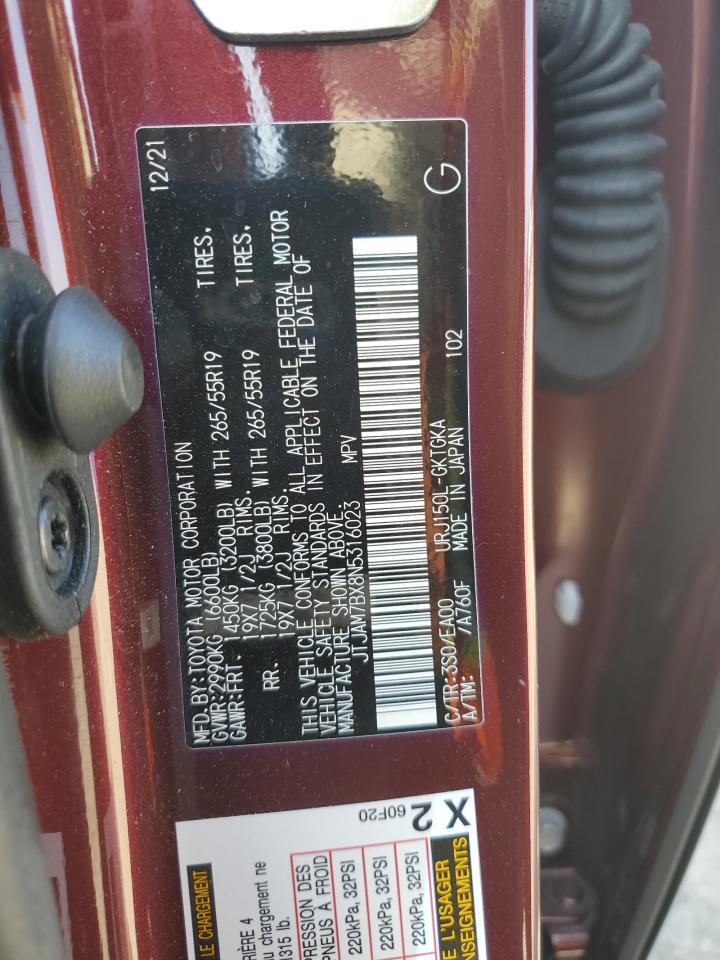 MFD. BY: TOYOTA MOTOR CORPORATION 12/21
GVWR: 2990KG (6600LB)
GAWR: FRT. 1450KG (3200LB) WITH 265/55R19 TIRES.
19X7 1/2J RIMS.
RR. 1725KG (3800LB) WITH 265/55R19 TIRES.
19X7 1/2J RIMS.
THIS VEHICLE CONFORMS TO ALL APPLICABLE FEDERAL MOTOR
VEHICLE SAFETY STANDARDS IN EFFECT ON THE DATE OF
MANUFACTURE SHOWN ABOVE.
JTJAM7BX8N5316023 MPV
C/TR: 3S0/EA00 URJ150L-GKTGKA
A/TM: /A760F MADE IN JAPAN 102
G
LE CHARGEMENT
RIÈRE 4
u chargement ne
1315 lb.
PRESSION DES
PNEUS À FROID
220kPa, 32PSI
220kPa, 32PSI
220kPa, 32PSI
E L'USAGER
ENSEIGNEMENTS
60F20
X2